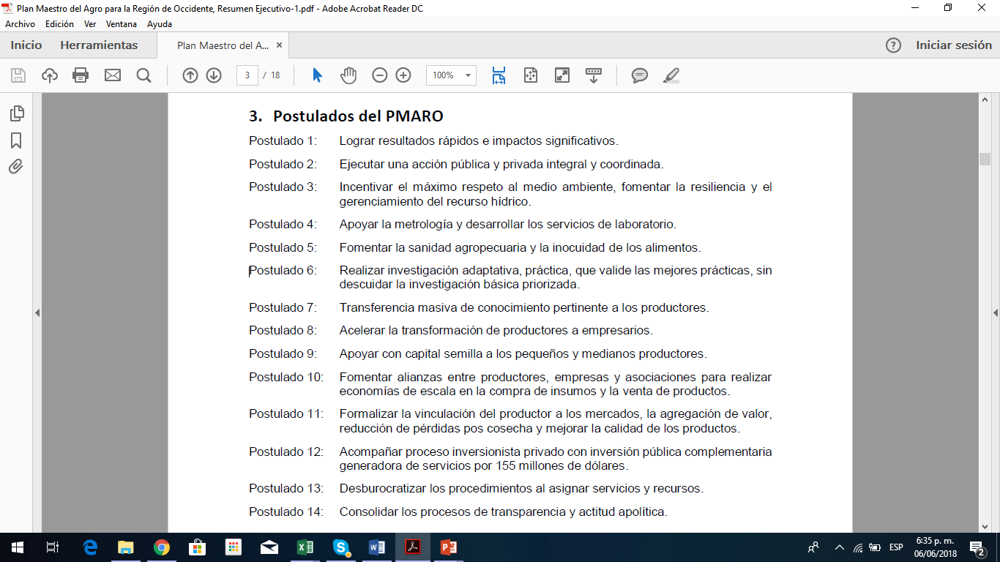 Plan Maestro del Agro para la Región de Occidente, Resumen Ejecutivo-1.pdf - Adobe Acrobat Reader DC
Archivo Edición Ver Ventana Ayuda
Inicio Herramientas Plan Maestro del A... × ? Iniciar sesión
3 / 18 100%
3. Postulados del PMARO
Postulado 1: Lograr resultados rápidos e impactos significativos.
Postulado 2: Ejecutar una acción pública y privada integral y coordinada.
Postulado 3: Incentivar el máximo respeto al medio ambiente, fomentar la resiliencia y el
gerenciamiento del recurso hídrico.
Postulado 4: Apoyar la metrología y desarrollar los servicios de laboratorio.
Postulado 5: Fomentar la sanidad agropecuaria y la inocuidad de los alimentos.
Postulado 6: Realizar investigación adaptativa, práctica, que valide las mejores prácticas, sin
descuidar la investigación básica priorizada.
Postulado 7: Transferencia masiva de conocimiento pertinente a los productores.
Postulado 8: Acelerar la transformación de productores a empresarios.
Postulado 9: Apoyar con capital semilla a los pequeños y medianos productores.
Postulado 10: Fomentar alianzas entre productores, empresas y asociaciones para realizar
economías de escala en la compra de insumos y la venta de productos.
Postulado 11: Formalizar la vinculación del productor a los mercados, la agregación de valor,
reducción de pérdidas pos cosecha y mejorar la calidad de los productos.
Postulado 12: Acompañar proceso inversionista privado con inversión pública complementaria
generadora de servicios por 155 millones de dólares.
Postulado 13: Desburocratizar los procedimientos al asignar servicios y recursos.
Postulado 14: Consolidar los procesos de transparencia y actitud apolítica.
ESP
6:35 p. m.
06/06/2018
2